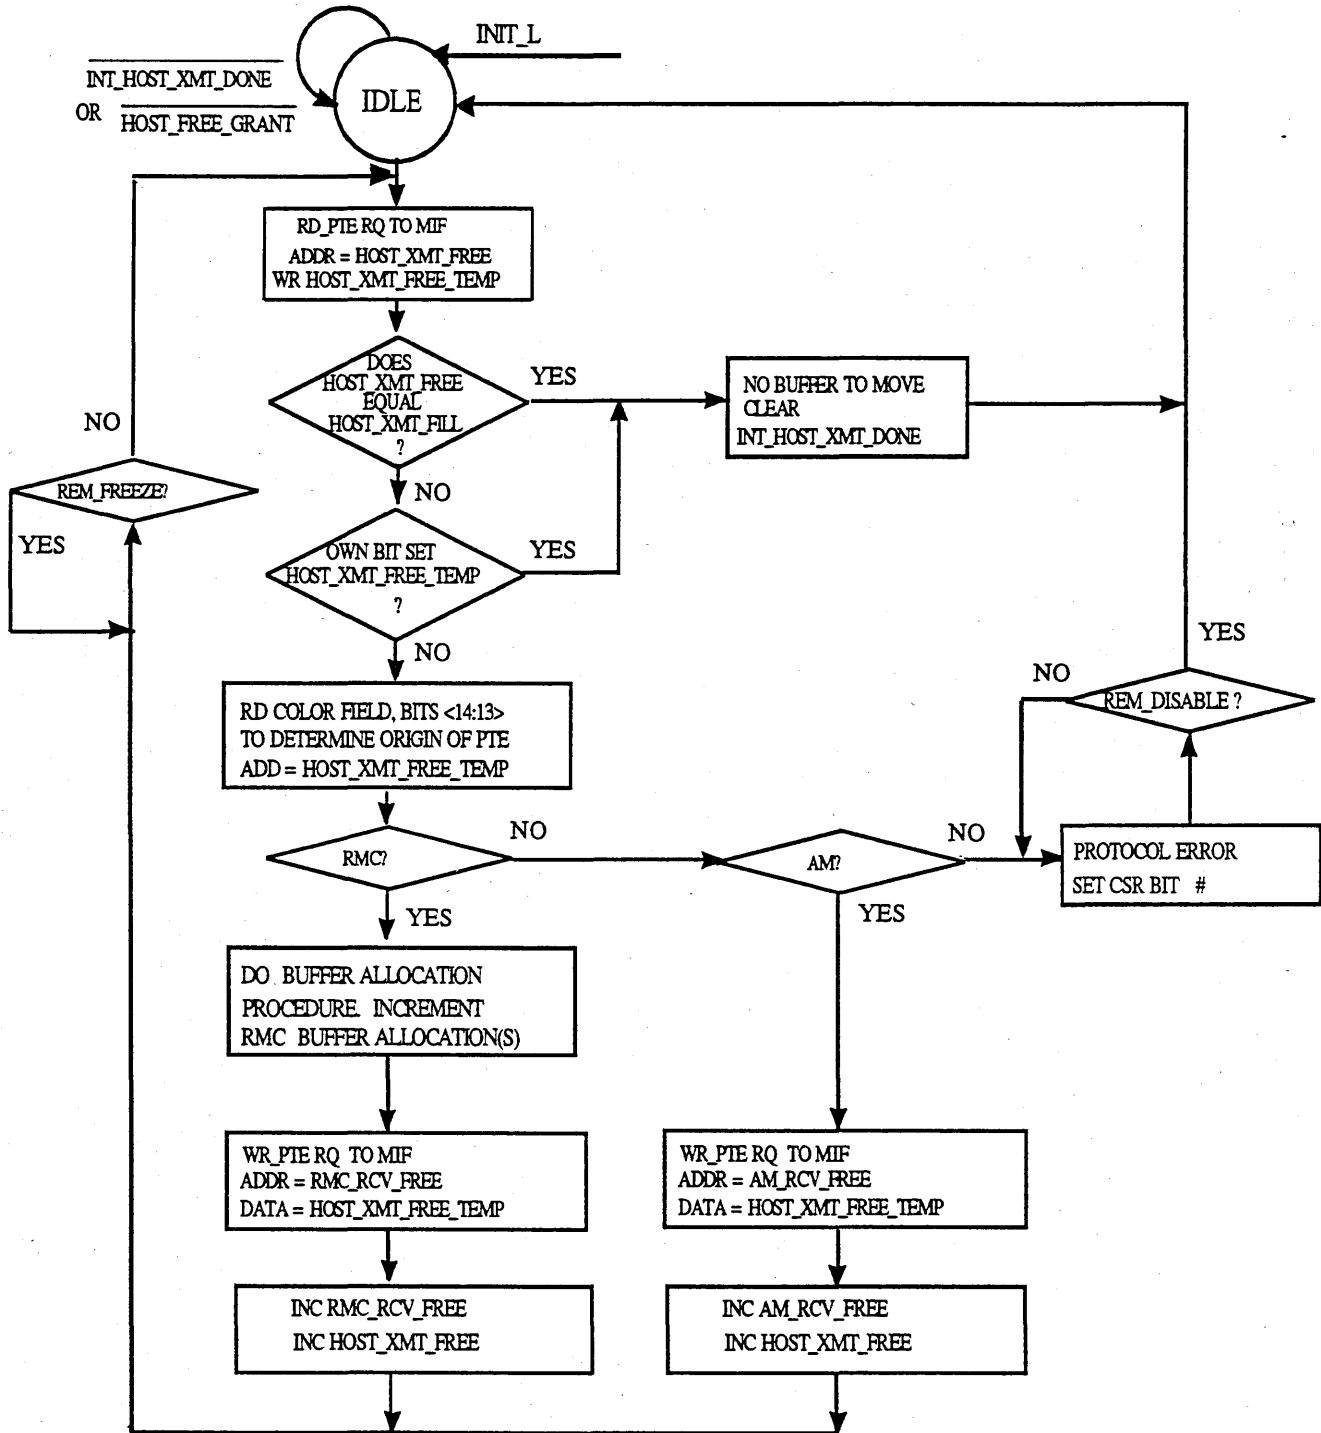 INIT_L
INT_HOST_XMT_DONE
OR HOST_FREE_GRANT
IDLE
RD_PTE RQ TO MIF
ADDR = HOST_XMT_FREE
WR HOST_XMT_FREE_TEMP
DOES
HOST_XMT_FREE
EQUAL
HOST_XMT_FILL
?
YES
NO BUFFER TO MOVE
CLEAR
INT_HOST_XMT_DONE
NO
REM_FREEZE?
YES
NO
OWN BIT SET
HOST_XMT_FREE_TEMP
?
YES
NO
RD COLOR FIELD, BITS <14:13>
TO DETERMINE ORIGIN OF PTE
ADD = HOST_XMT_FREE_TEMP
YES
NO
REM_DISABLE ?
RMC?
NO
AM?
NO
PROTOCOL ERROR
SET CSR BIT #
YES
YES
DO BUFFER ALLOCATION
PROCEDURE. INCREMENT
RMC BUFFER ALLOCATION(S)
WR_PTE RQ TO MIF
ADDR = RMC_RCV_FREE
DATA = HOST_XMT_FREE_TEMP
WR_PTE RQ TO MIF
ADDR = AM_RCV_FREE
DATA = HOST_XMT_FREE_TEMP
INC RMC_RCV_FREE
INC HOST_XMT_FREE
INC AM_RCV_FREE
INC HOST_XMT_FREE